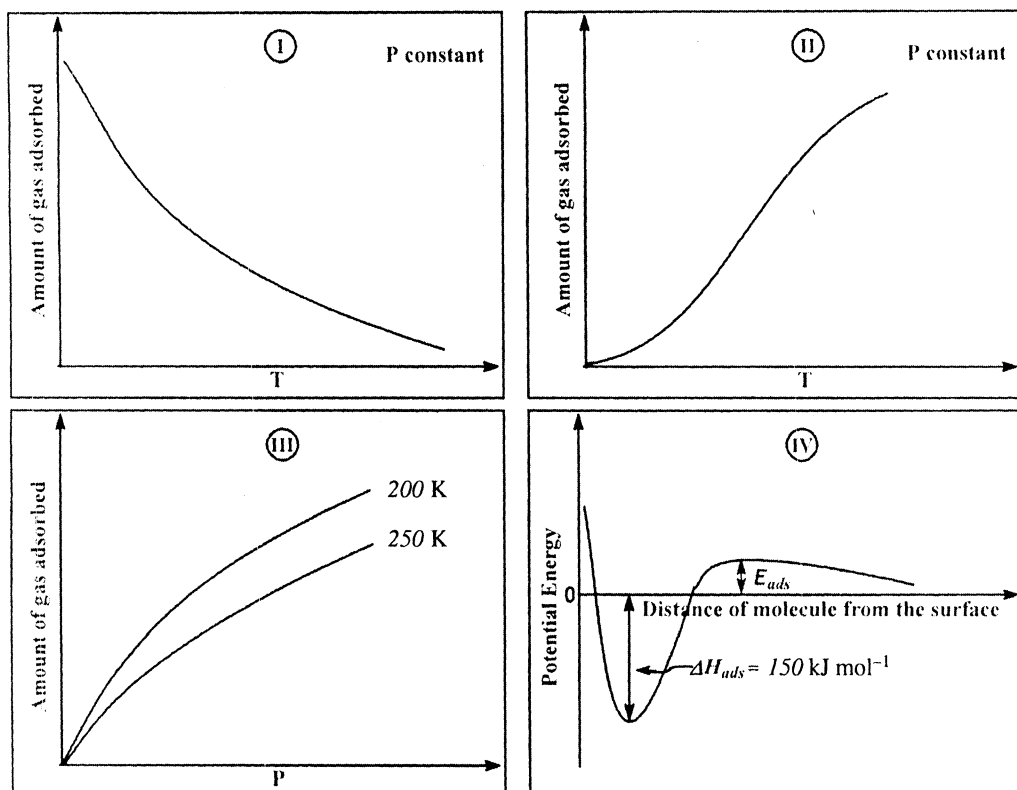 I
P constant
Amount of gas adsorbed
T
II
P constant
Amount of gas adsorbed
T
III
200 K
250 K
Amount of gas adsorbed
P
IV
Potential Energy
0
E_ads
Distance of molecule from the surface
ΔH_ads = 150 kJ mol⁻¹